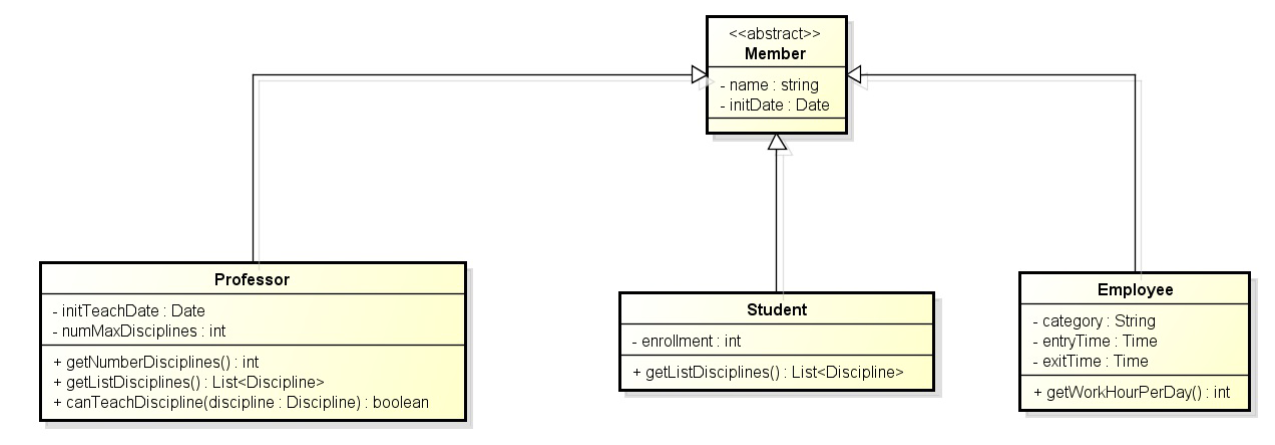 <<abstract>>
Member
- name : string
- initDate : Date
Professor
- initTeachDate : Date
- numMaxDisciplines : int
+ getNumberDisciplines() : int
+ getListDisciplines() : List<Discipline>
+ canTeachDiscipline(discipline : Discipline) : boolean
Student
- enrollment : int
+ getListDisciplines() : List<Discipline>
Employee
- category : String
- entryTime : Time
- exitTime : Time
+ getWorkHourPerDay() : int